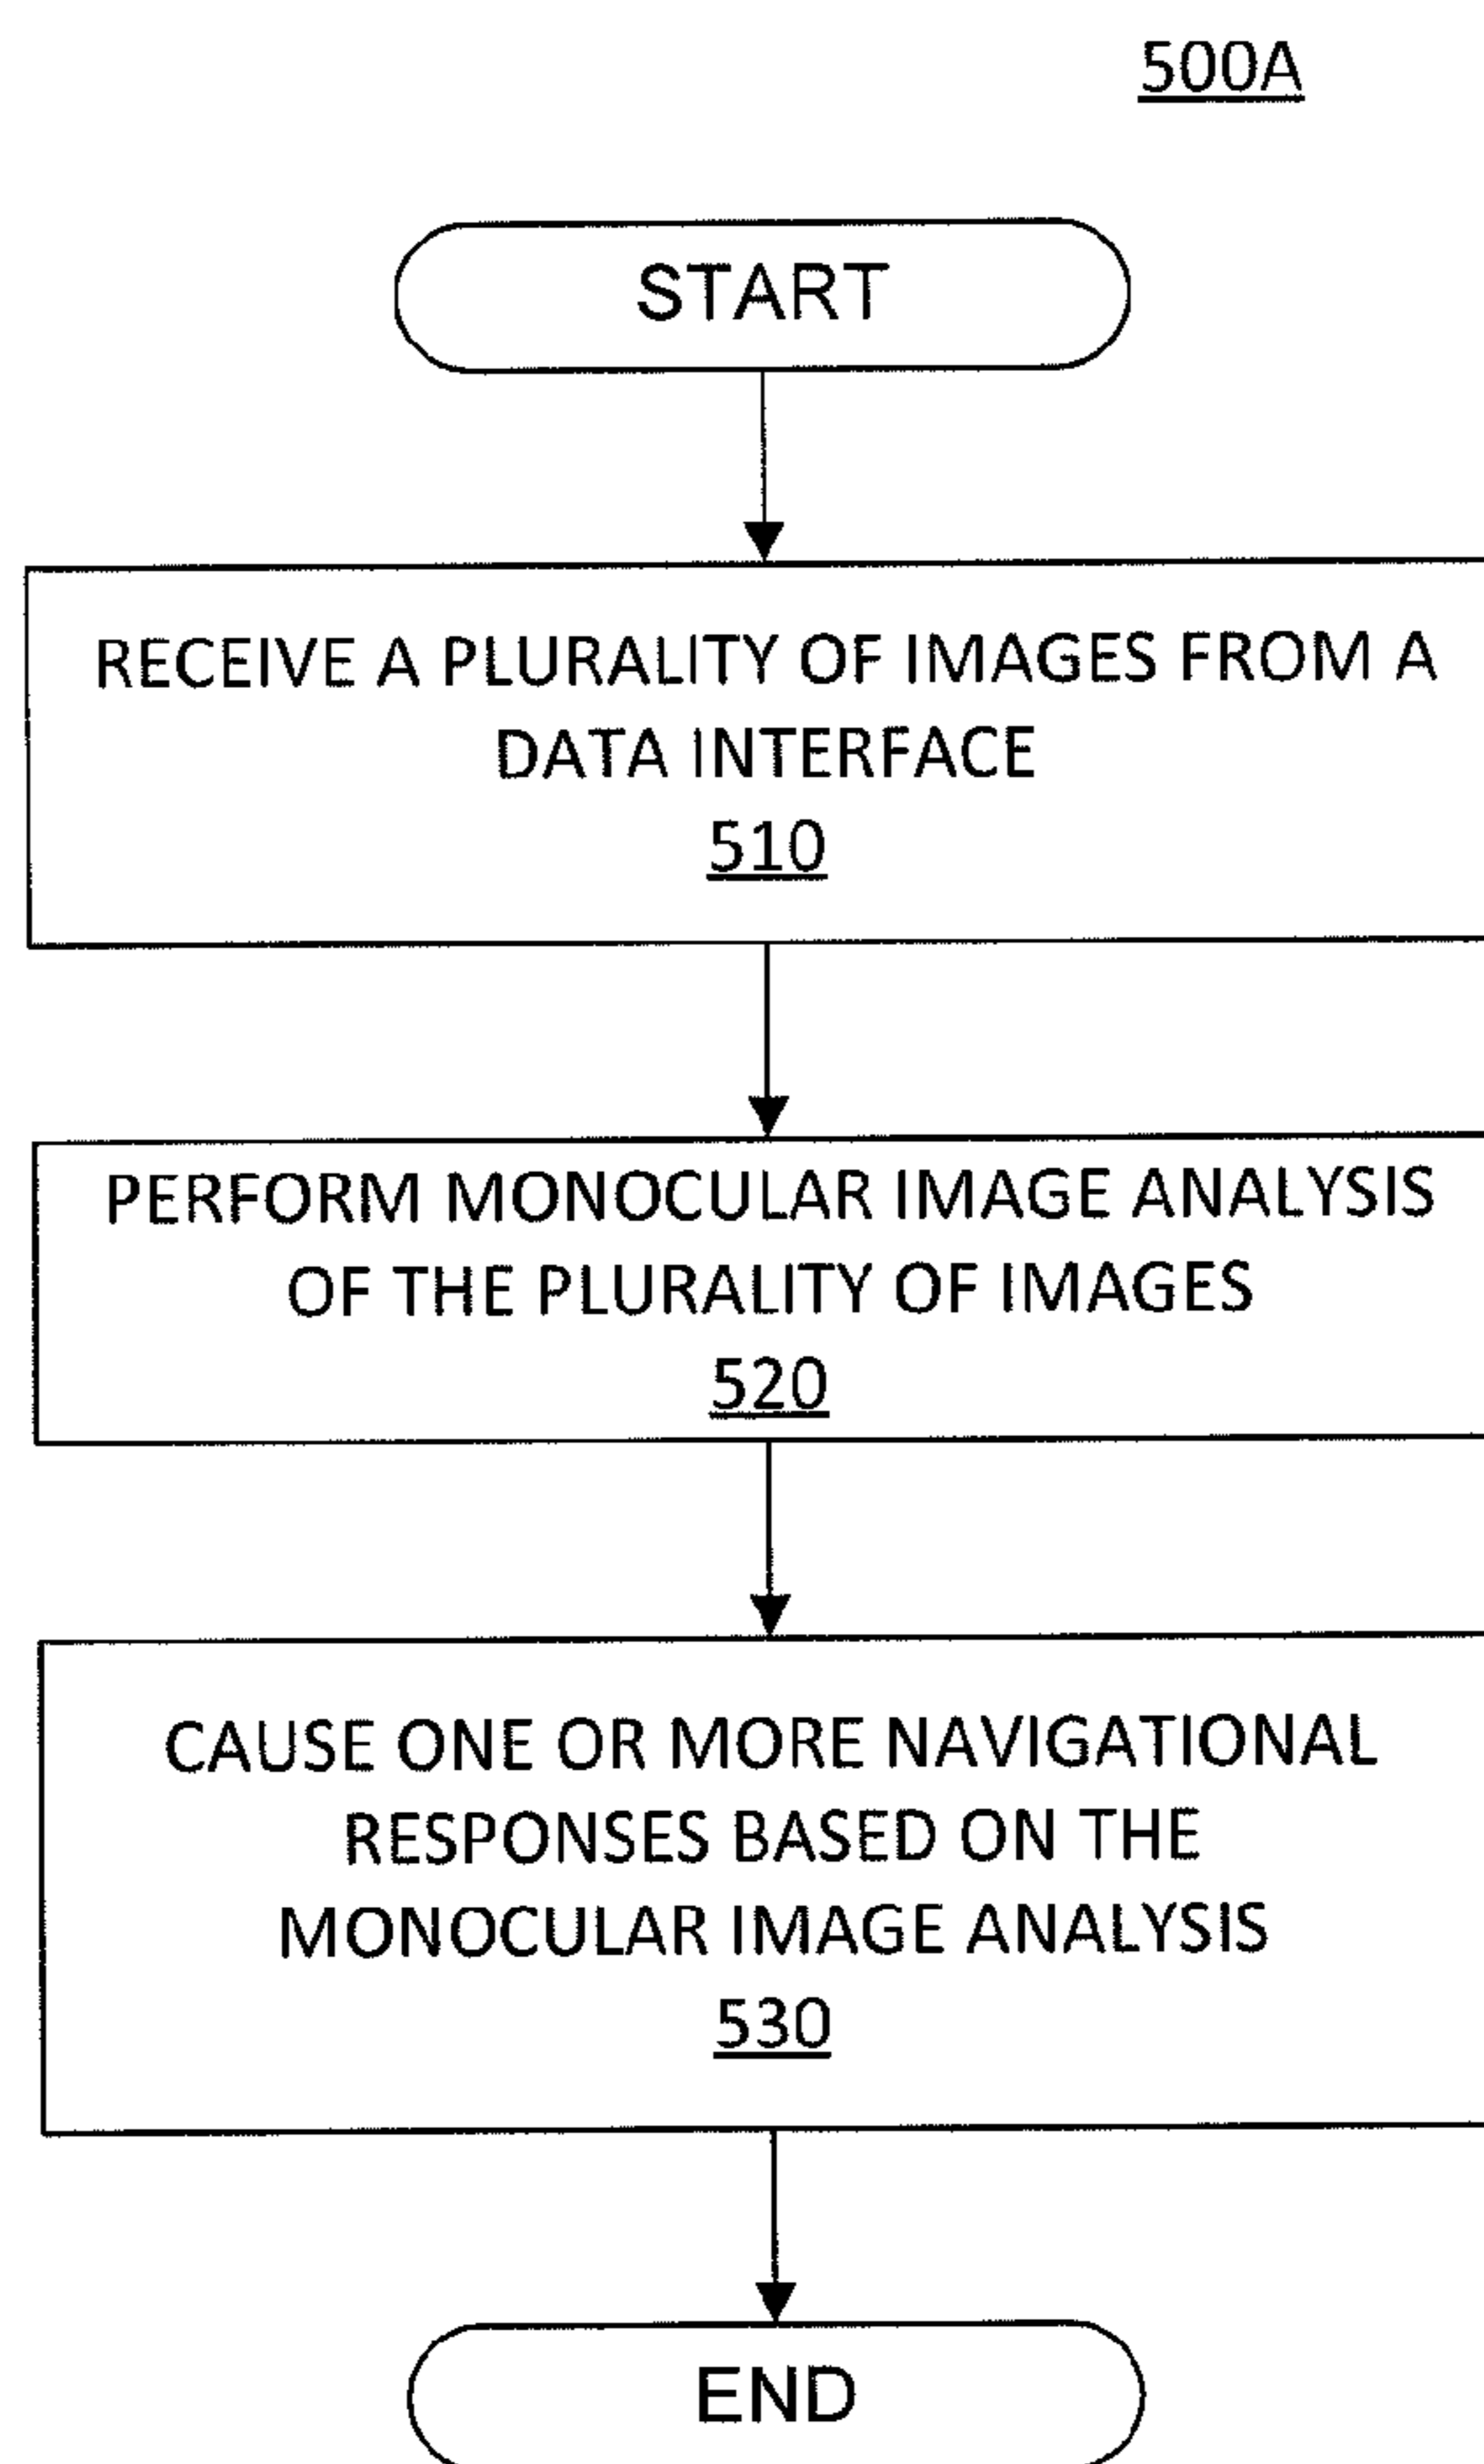 500A
START
RECEIVE A PLURALITY OF IMAGES FROM A
DATA INTERFACE
510
PERFORM MONOCULAR IMAGE ANALYSIS
OF THE PLURALITY OF IMAGES
520
CAUSE ONE OR MORE NAVIGATIONAL
RESPONSES BASED ON THE
MONOCULAR IMAGE ANALYSIS
530
END